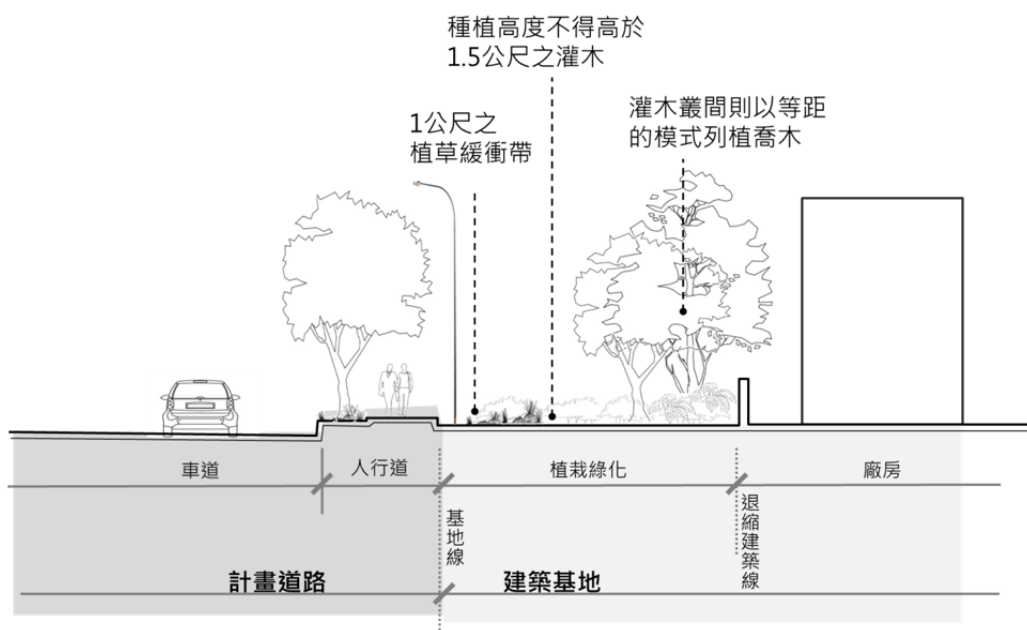 種植高度不得高於
1.5公尺之灌木
灌木叢間則以等距
的模式列植喬木
1公尺之
植草緩衝帶
車道
人行道
植栽綠化
廠房
基地線
退縮建築線
計畫道路
建築基地